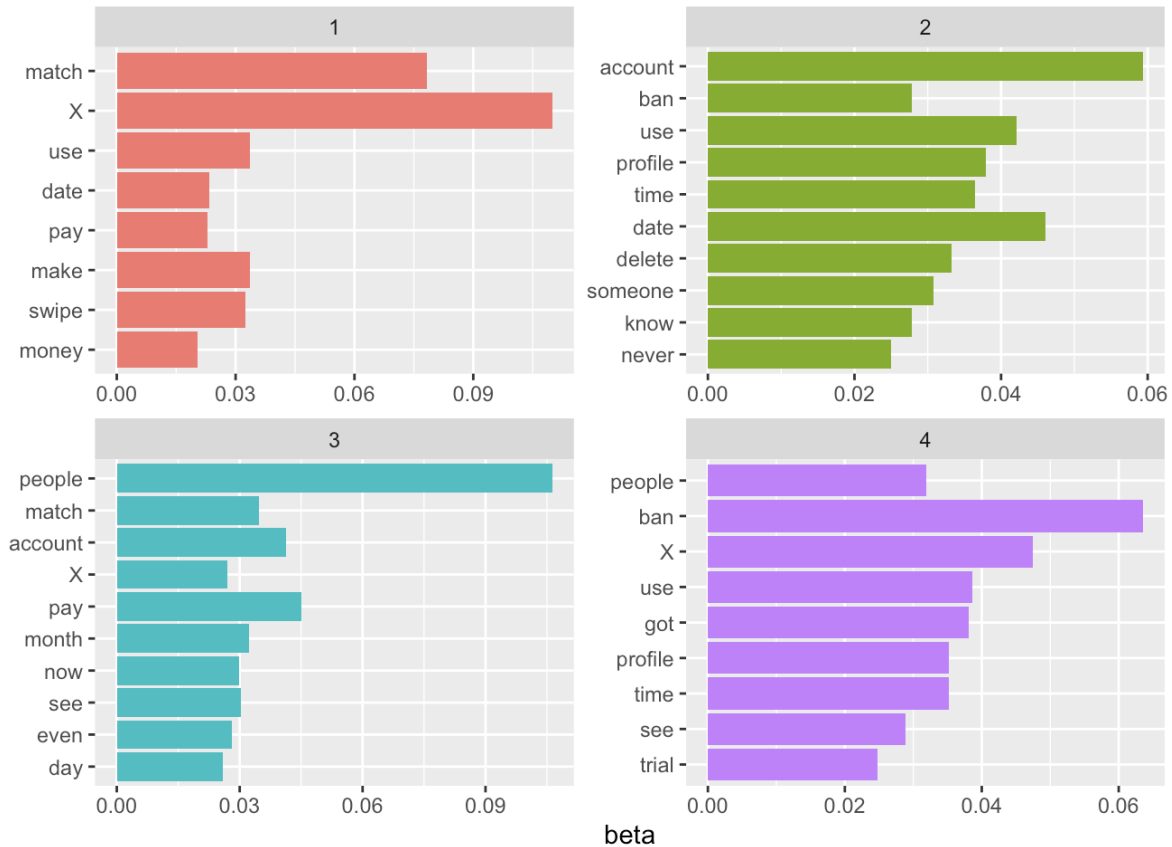 1
match
X
use
date
pay
make
swipe
money
0.00 0.03 0.06 0.09
2
account
ban
use
profile
time
date
delete
someone
know
never
0.00 0.02 0.04 0.06
3
people
match
account
X
pay
month
now
see
even
day
0.00 0.03 0.06 0.09
4
people
ban
X
use
got
profile
time
see
trial
0.00 0.02 0.04 0.06
beta